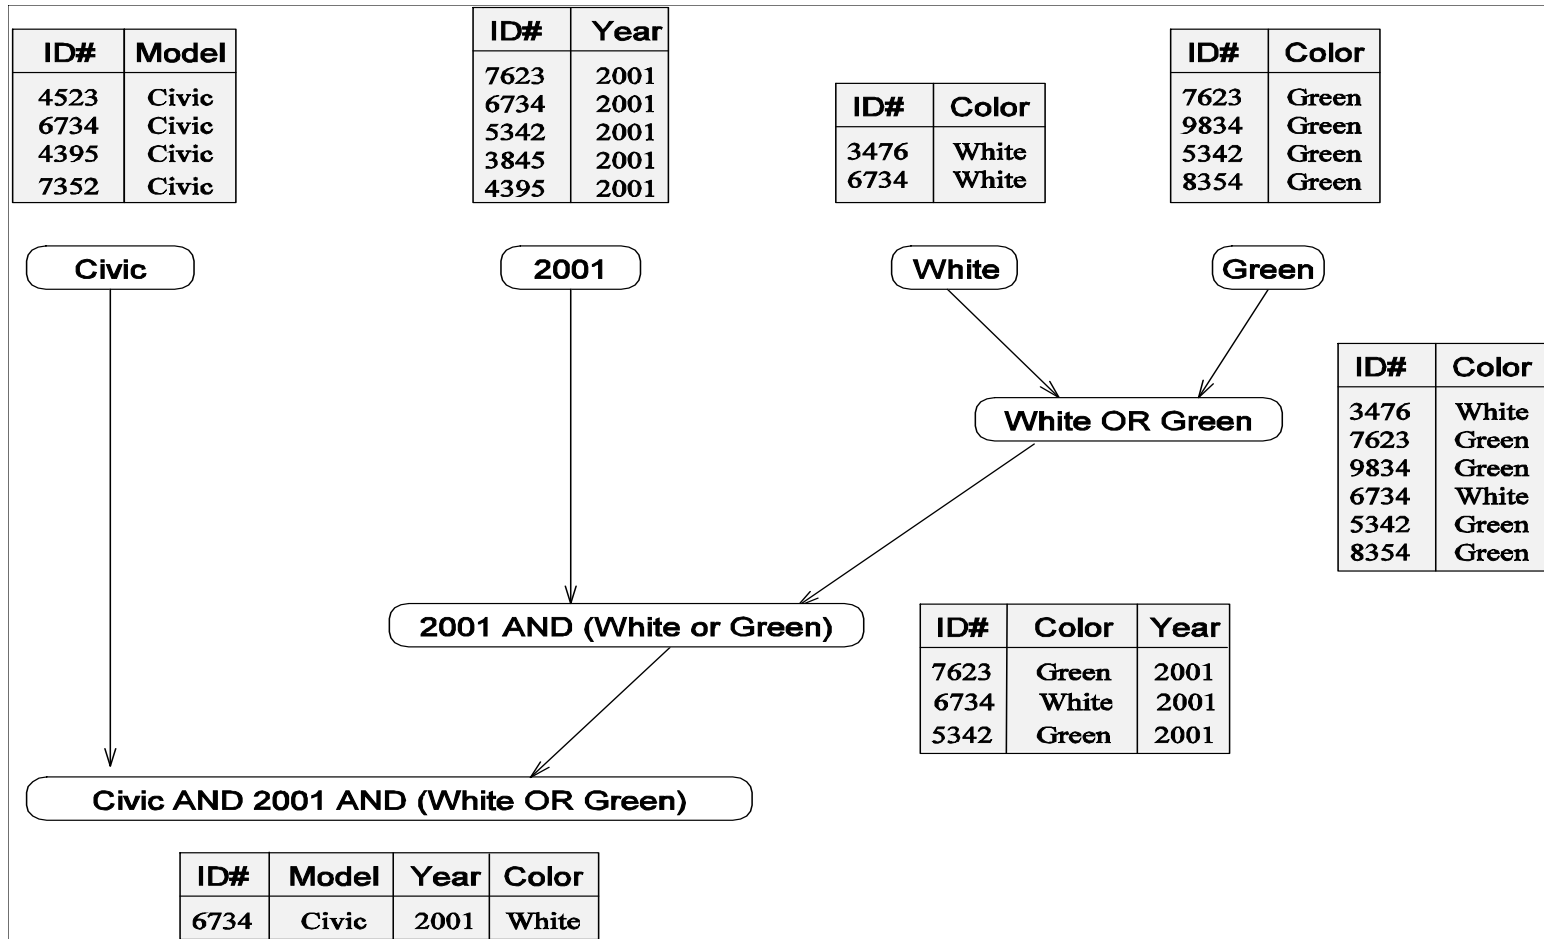 ID# Model
4523 Civic
6734 Civic
4395 Civic
7352 Civic
ID# Year
7623 2001
6734 2001
5342 2001
3845 2001
4395 2001
ID# Color
3476 White
6734 White
ID# Color
7623 Green
9834 Green
5342 Green
8354 Green
Civic
2001
White
Green
White OR Green
ID# Color
3476 White
7623 Green
9834 Green
6734 White
5342 Green
8354 Green
2001 AND (White or Green)
ID# Color Year
7623 Green 2001
6734 White 2001
5342 Green 2001
Civic AND 2001 AND (White OR Green)
ID# Model Year Color
6734 Civic 2001 White